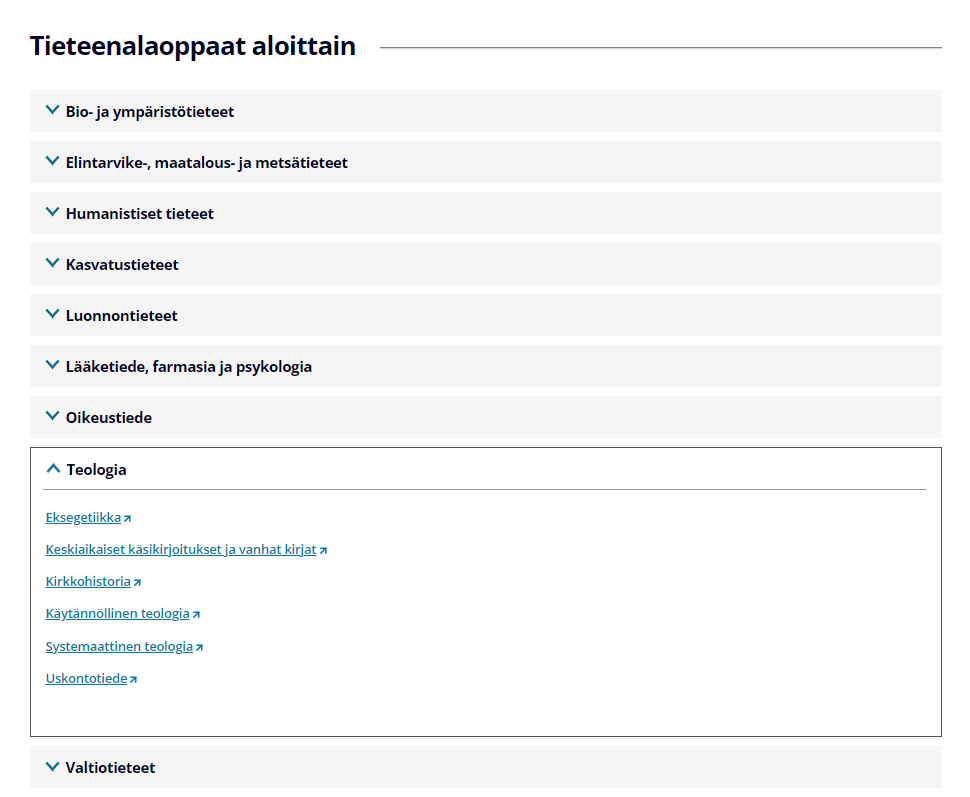 Tieteenalaoppaat aloittain
Bio- ja ympäristötieteet
Elintarvike-, maatalous- ja metsätieteet
Humanistiset tieteet
Kasvatustieteet
Luonnontieteet
Lääketiede, farmasia ja psykologia
Oikeustiede
Teologia
Eksegetiikka
Keskiaikaiset käsikirjoitukset ja vanhat kirjat
Kirkkohistoria
Käytännöllinen teologia
Systemaattinen teologia
Uskontotiede
Valtiotieteet